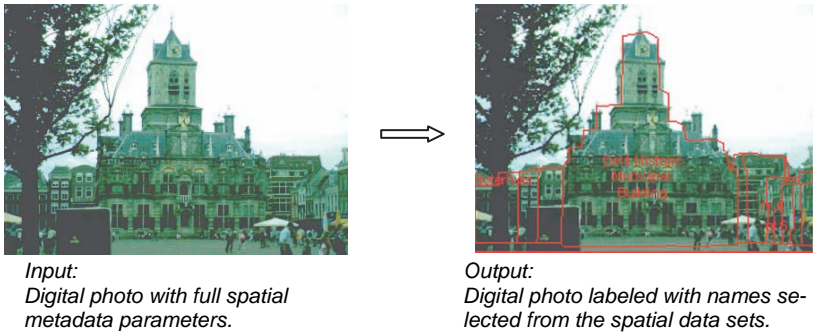 Delft Historic
Municipal
Building
Input:
Digital photo with full spatial
metadata parameters.
Output:
Digital photo labeled with names se-
lected from the spatial data sets.